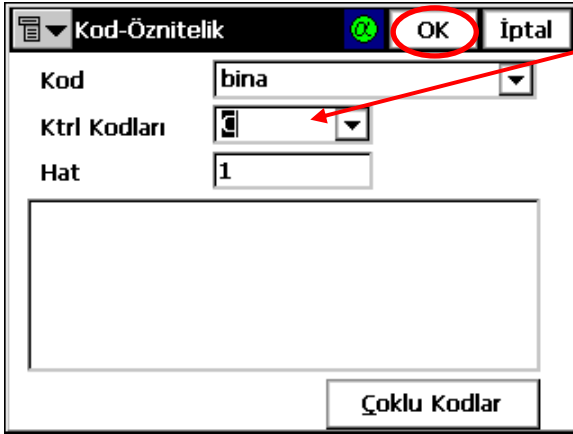 Kod-Öznitelik α OK İptal
Kod bina
Ktrl Kodları C
Hat 1
Çoklu Kodlar